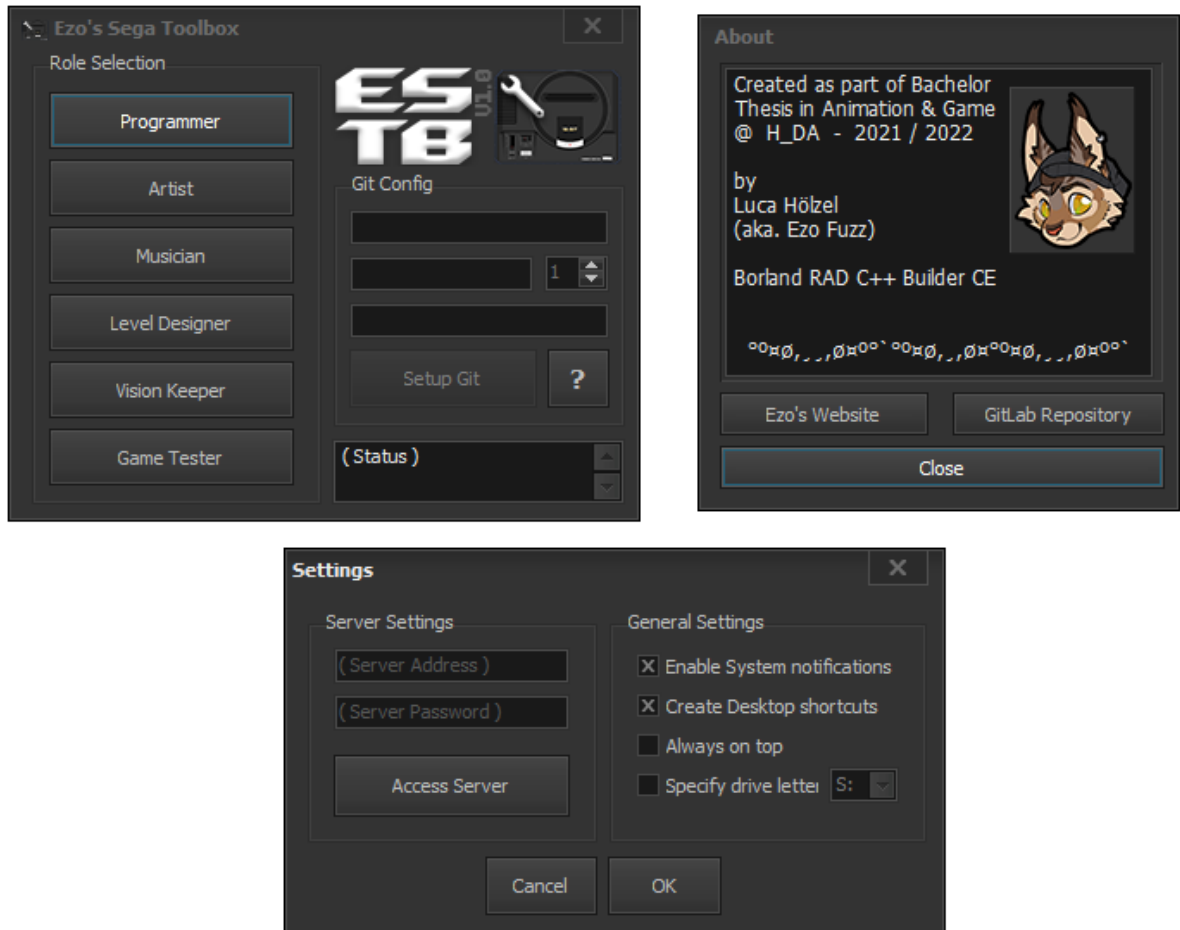 Ezo's Sega Toolbox
Role Selection
Programmer
Artist
Musician
Level Designer
Vision Keeper
Game Tester
ES
TB
V1.0
Git Config
1
Setup Git
?
( Status )
About
Created as part of Bachelor
Thesis in Animation & Game
@ H_DA - 2021 / 2022
by
Luca Hölzel
(aka. Ezo Fuzz)
Borland RAD C++ Builder CE
°º¤ø,¸¸,ø¤º°`°º¤ø,¸,ø¤°º¤ø,¸¸,ø¤º°`
Ezo's Website
GitLab Repository
Close
Settings
Server Settings
( Server Address )
( Server Password )
Access Server
General Settings
Enable System notifications
Create Desktop shortcuts
Always on top
Specify drive letter
S:
Cancel
OK